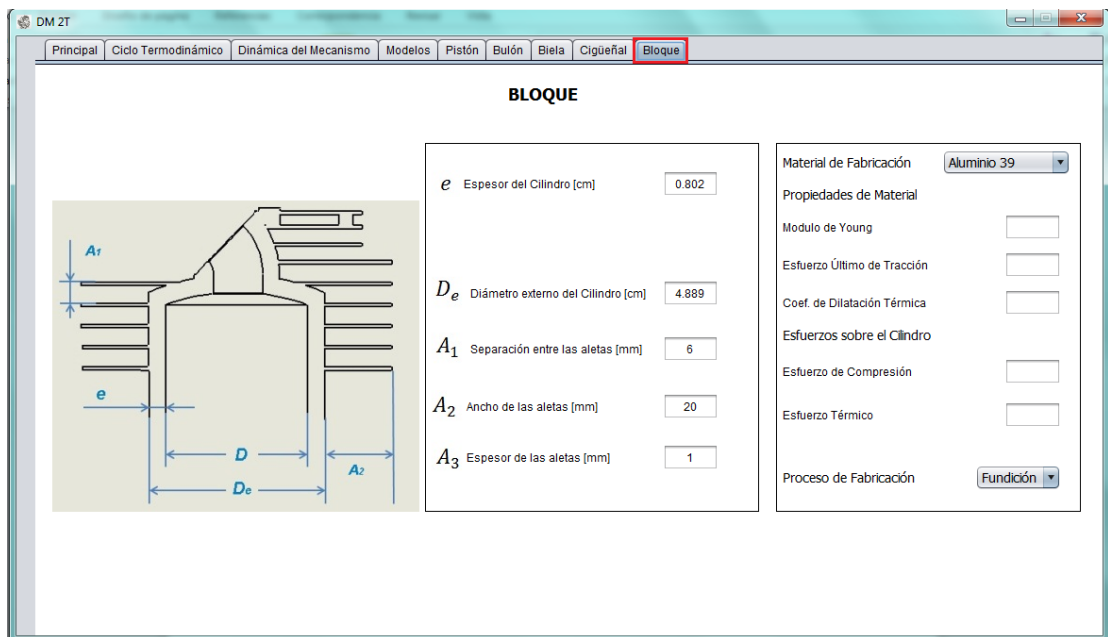 DM 2T
Principal Ciclo Termodinámico Dinámica del Mecanismo Modelos Pistón Bulón Biela Cigüeñal Bloque
BLOQUE
A1
e
D
A2
De
e Espesor del Cilindro [cm] 0.802
De Diámetro externo del Cilindro [cm] 4.889
A1 Separación entre las aletas [mm] 6
A2 Ancho de las aletas [mm] 20
A3 Espesor de las aletas [mm] 1
Material de Fabricación Aluminio 39
Propiedades de Material
Modulo de Young
Esfuerzo Último de Tracción
Coef. de Dilatación Térmica
Esfuerzos sobre el Cilindro
Esfuerzo de Compresión
Esfuerzo Térmico
Proceso de Fabricación Fundición